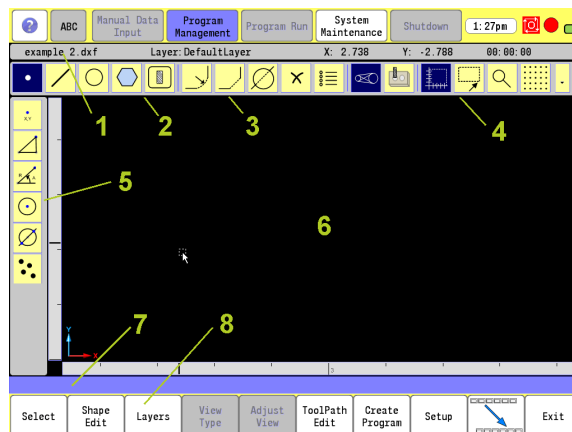 ?
ABC
Manual Data Input
Program Management
Program Run
System Maintenance
Shutdown
1:27pm
example 2.dxf
Layer:DefaultLayer
X: 2.738
Y: -2.788
00:00:00
1
2
3
4
X,Y
5
6
7
8
Y
X
Select
Shape Edit
Layers
View Type
Adjust View
ToolPath Edit
Create Program
Setup
Exit